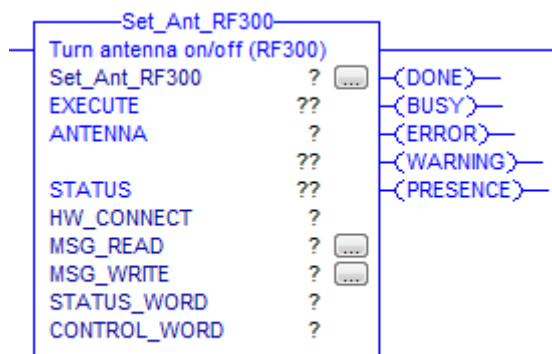 Set_Ant_RF300
Turn antenna on/off (RF300)
Set_Ant_RF300 ? ... (DONE)
EXECUTE ?? (BUSY)
ANTENNA ? (ERROR)
?? (WARNING)
STATUS ?? (PRESENCE)
HW_CONNECT ?
MSG_READ ? ...
MSG_WRITE ? ...
STATUS_WORD ?
CONTROL_WORD ?